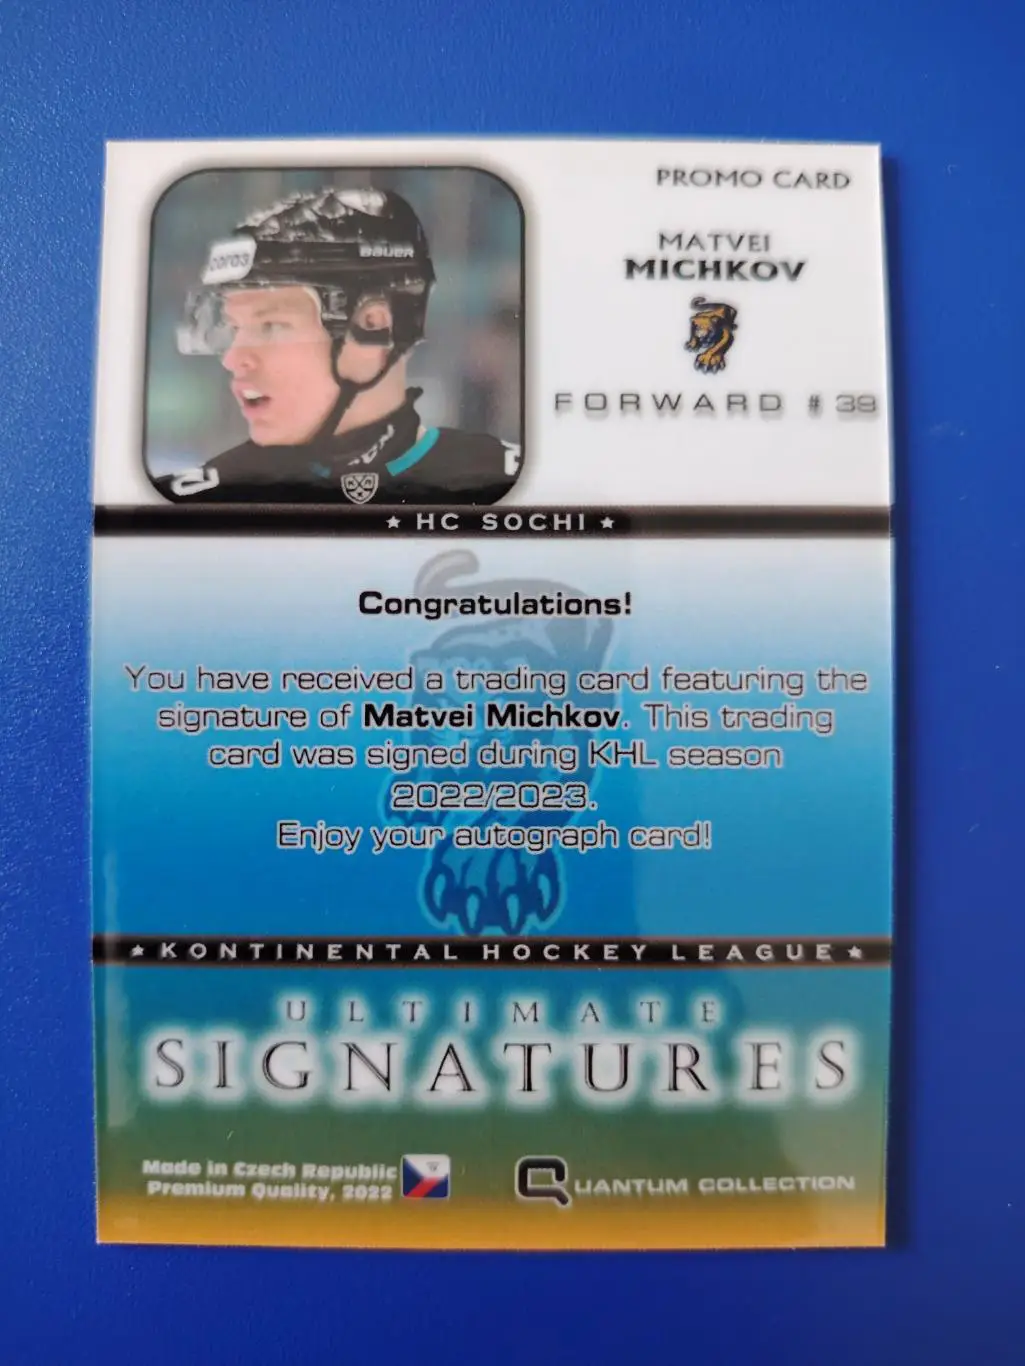 PROMO CARD
MATVEI
MICHKOV
FORWARD # 39
BAUER
★ HC SOCHI ★
Congratulations!
You have received a trading card featuring the
signature of Matvei Michkov. This trading
card was signed during KHL season
2022/2023.
Enjoy your autograph card!
★ KONTINENTAL HOCKEY LEAGUE ★
ULTIMATE
SIGNATURES
Made in Czech Republic
Premium Quality, 2022
QUANTUM COLLECTION